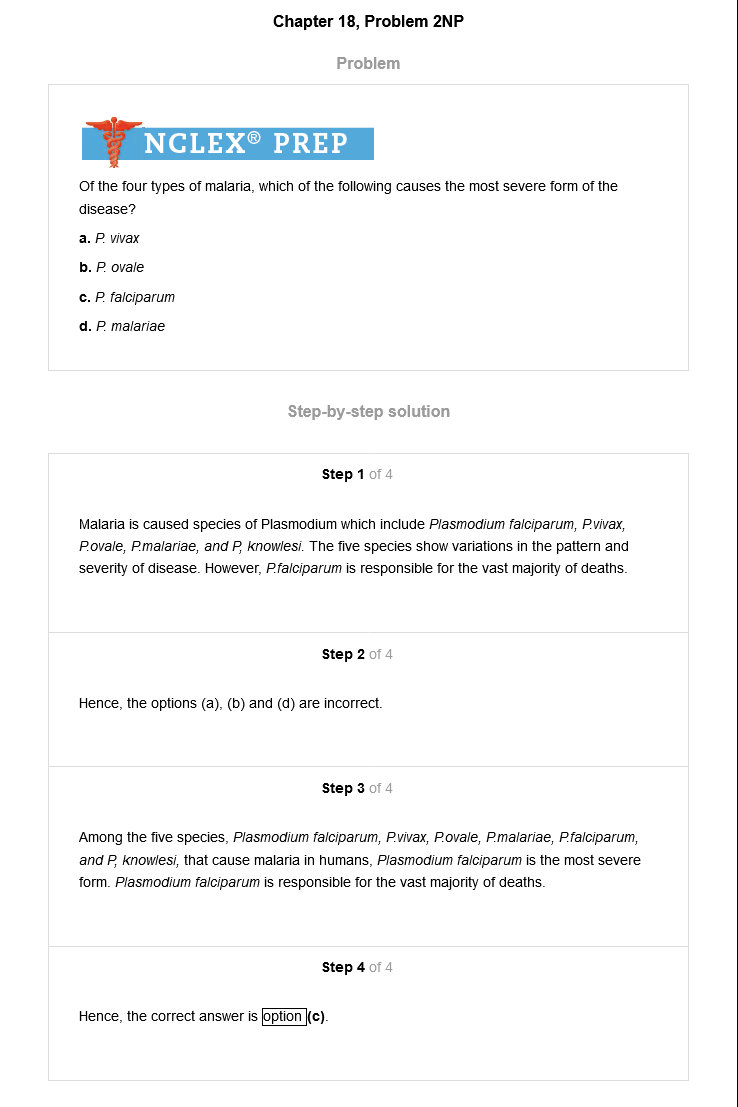 Chapter 18, Problem 2NP
Problem
NCLEX® PREP
Of the four types of malaria, which of the following causes the most severe form of the
disease?
a. P. vivax
b. P. ovale
c. P. falciparum
d. P. malariae
Step-by-step solution
Step 1 of 4
Malaria is caused species of Plasmodium which include Plasmodium falciparum, P.vivax,
P.ovale, P.malariae, and P, knowlesi. The five species show variations in the pattern and
severity of disease. However, P.falciparum is responsible for the vast majority of deaths.
Step 2 of 4
Hence, the options (a), (b) and (d) are incorrect.
Step 3 of 4
Among the five species, Plasmodium falciparum, P.vivax, P.ovale, P.malariae, P.falciparum,
and P, knowlesi, that cause malaria in humans, Plasmodium falciparum is the most severe
form. Plasmodium falciparum is responsible for the vast majority of deaths.
Step 4 of 4
Hence, the correct answer is option (c).